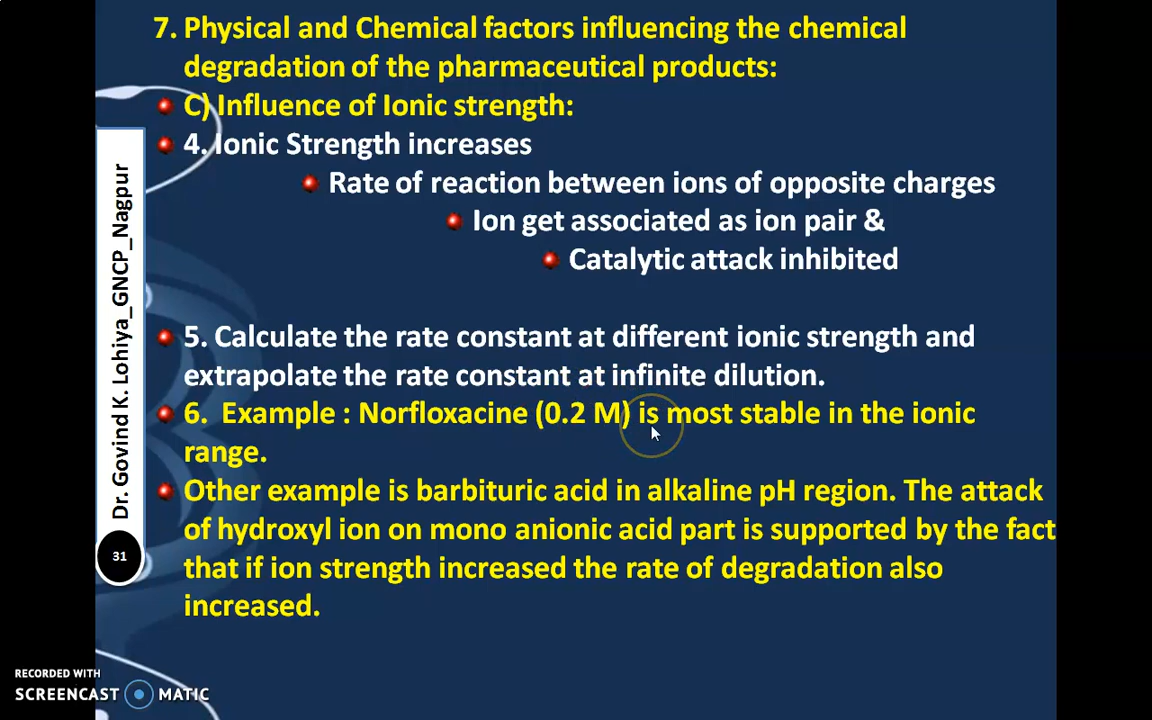 7. Physical and Chemical factors influencing the chemical
degradation of the pharmaceutical products:
C) Influence of Ionic strength:
4. Ionic Strength increases
Rate of reaction between ions of opposite charges
Ion get associated as ion pair &
Catalytic attack inhibited
5. Calculate the rate constant at different ionic strength and
extrapolate the rate constant at infinite dilution.
6. Example : Norfloxacine (0.2 M) is most stable in the ionic
range.
Other example is barbituric acid in alkaline pH region. The attack
of hydroxyl ion on mono anionic acid part is supported by the fact
that if ion strength increased the rate of degradation also
increased.
Dr. Govind K. Lohiya_GNCP_Nagpur
31
RECORDED WITH
SCREENCAST MATIC